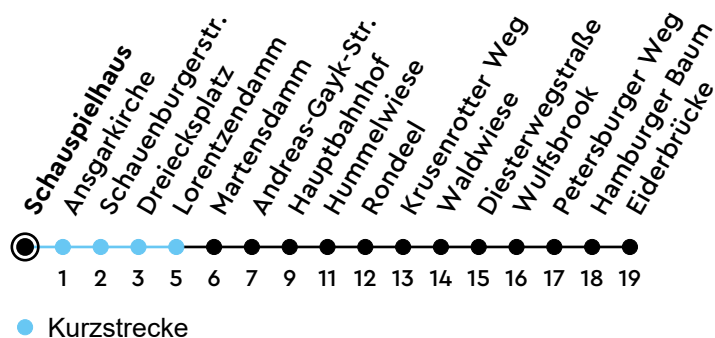 Schauspielhaus
Ansgarkirche
Schauenburgerstr.
Dreiecksplatz
Lorentzendamm
Martensdamm
Andreas-Gayk-Str.
Hauptbahnhof
Hummelwiese
Rondeel
Krusenrotter Weg
Waldwiese
Diesterwegstraße
Wulfsbrook
Petersburger Weg
Hamburger Baum
Eiderbrücke
1 2 3 5 6 7 9 11 12 13 14 15 16 17 18 19
Kurzstrecke